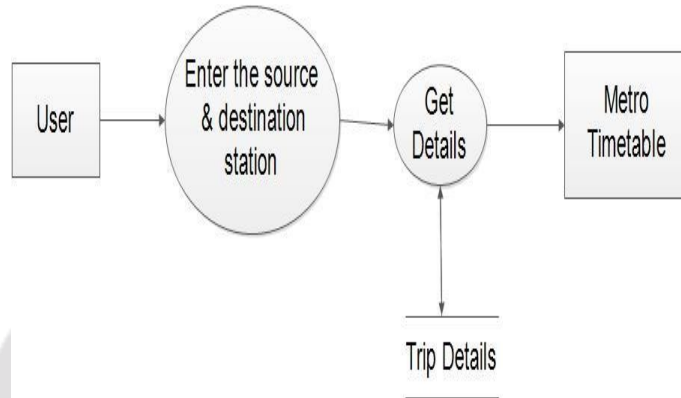 User
Enter the source
& destination
station
Get
Details
Metro
Timetable
Trip Details